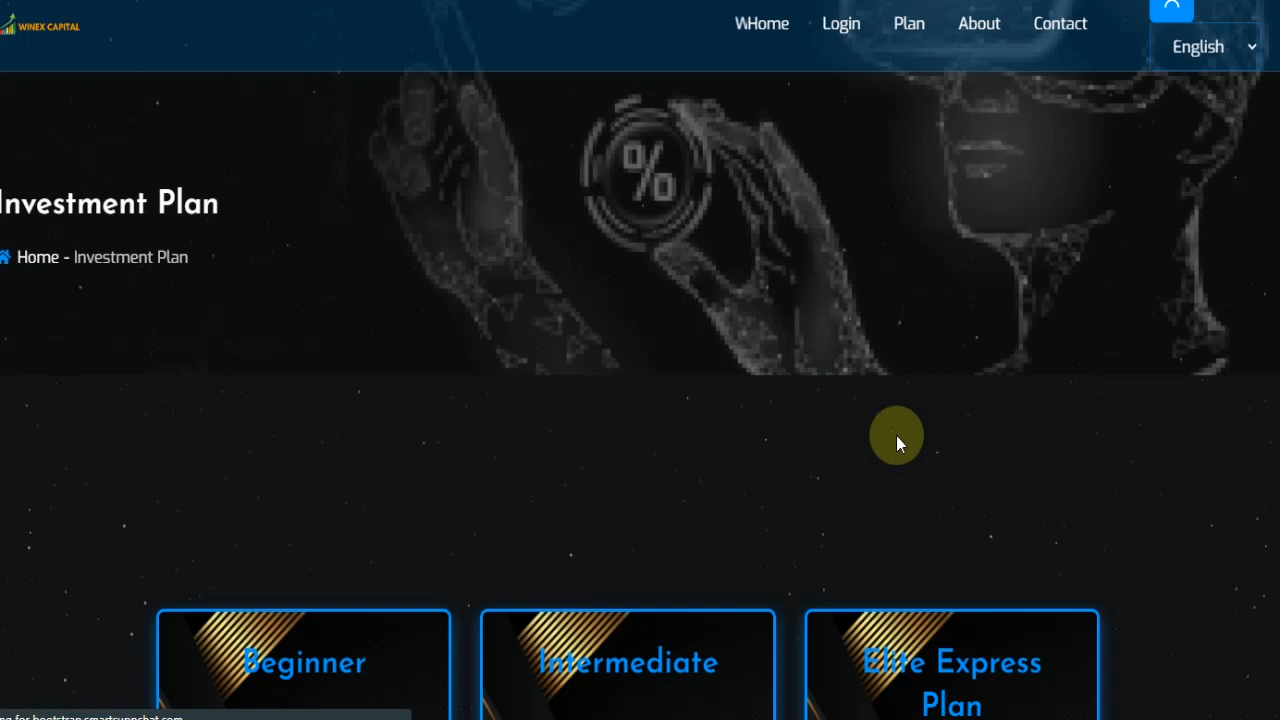 WINEX CAPITAL
WHome Login Plan About Contact
English
%
Investment Plan
Home - Investment Plan
Beginner
Intermediate
Elite Express
Plan